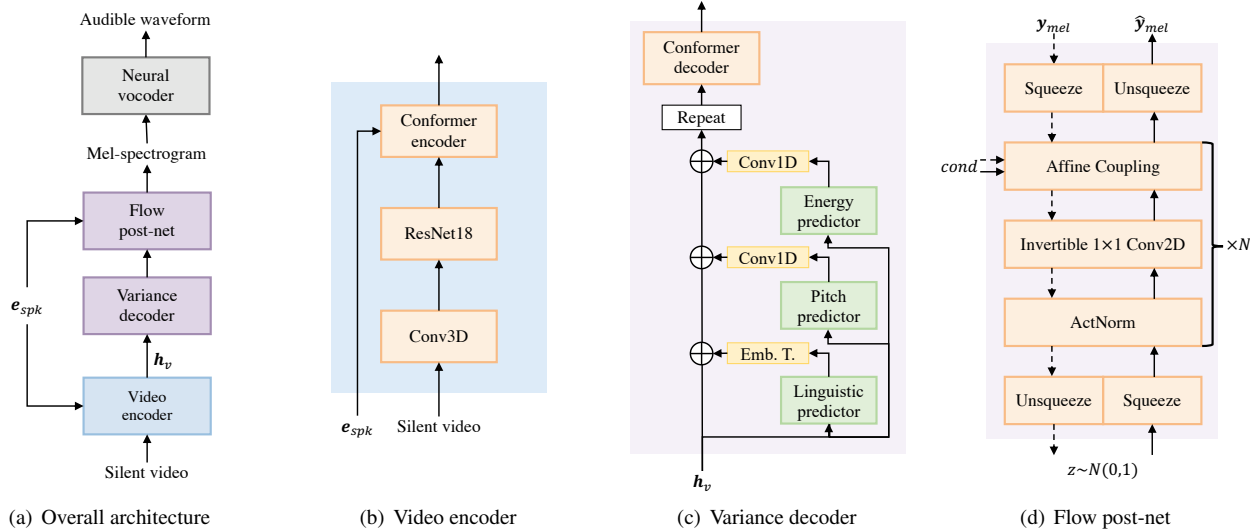 Audible waveform
Neural
vocoder
Mel-spectrogram
Flow
post-net
e_spk
Variance
decoder
h_v
Video
encoder
Silent video
(a) Overall architecture
Conformer
encoder
ResNet18
Conv3D
e_spk
Silent video
(b) Video encoder
Conformer
decoder
Repeat
Conv1D
Energy
predictor
Conv1D
Pitch
predictor
Emb. T.
Linguistic
predictor
h_v
(c) Variance decoder
y_mel
ŷ_mel
Squeeze
Unsqueeze
cond
Affine Coupling
Invertible 1×1 Conv2D
×N
ActNorm
Unsqueeze
Squeeze
z~N(0,1)
(d) Flow post-net